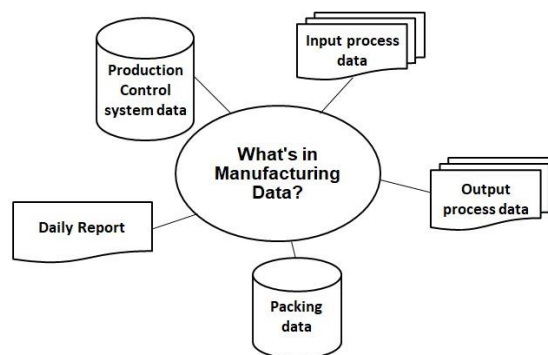 Production
Control
system data
Input process
data
What's in
Manufacturing
Data?
Output
process data
Daily Report
Packing
data